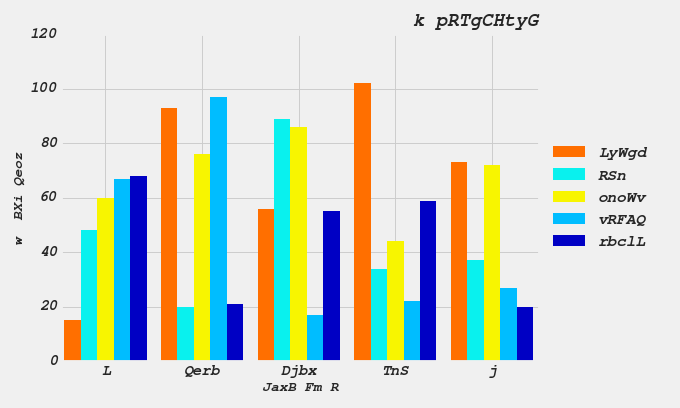 k pRTgCHtyG
120
100
80
60
40
20
0
w BXi Qeoz
L Qerb Djbx TnS j
JaxB Fm R
LyWgd
RSn
onoWv
vRFAQ
rbclL